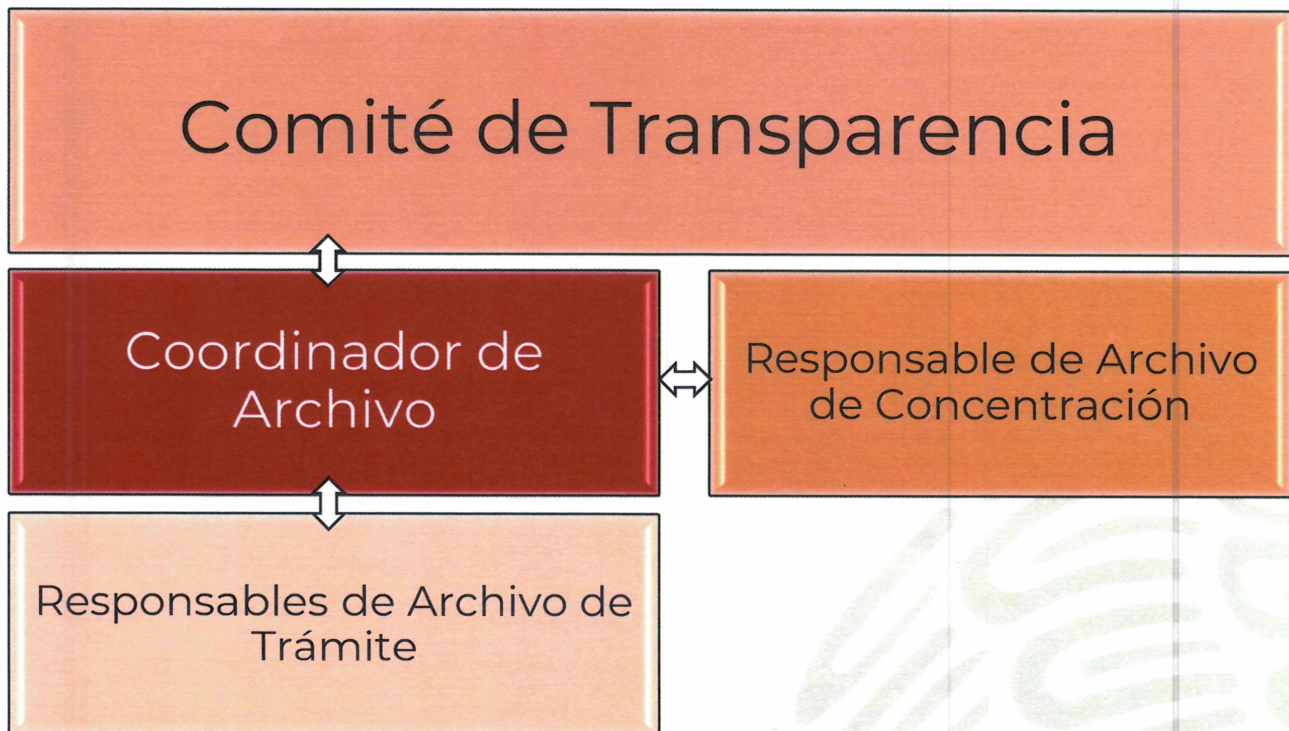 Comité de Transparencia
Coordinador de
Archivo
Responsable de Archivo
de Concentración
Responsables de Archivo de
Trámite